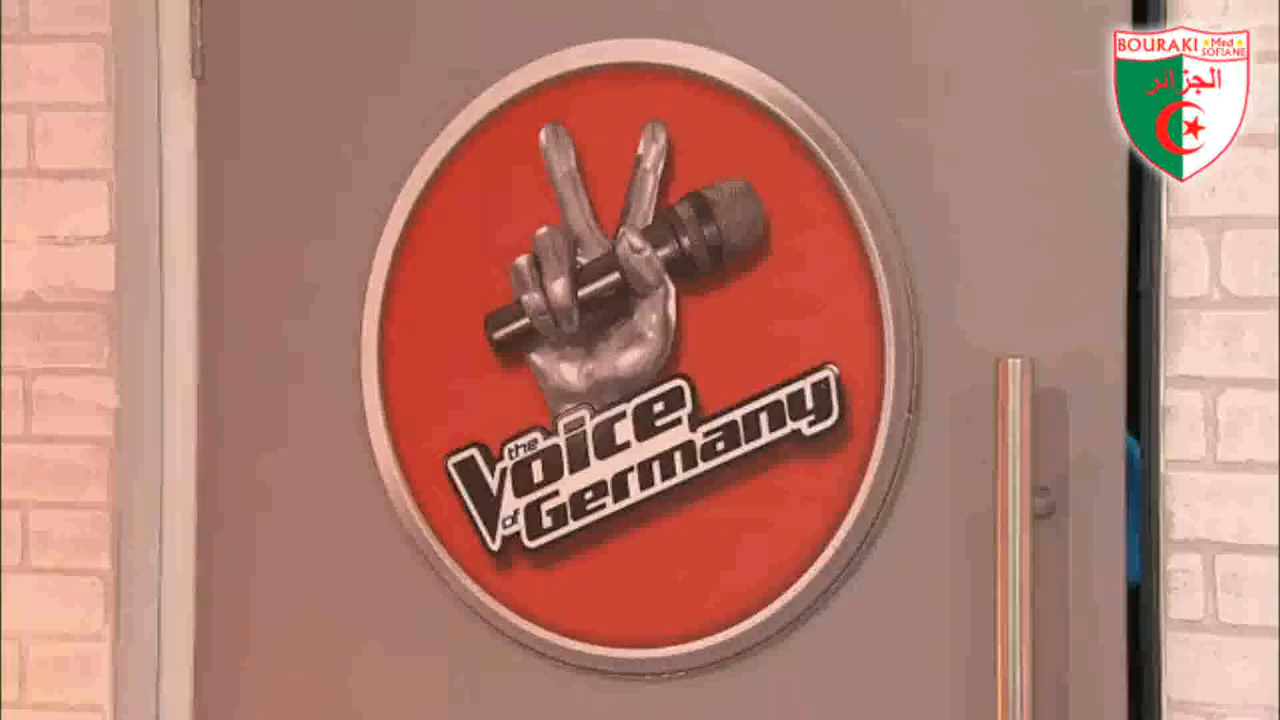 BOURAKI Med
SOFIANE
الجزائر
the
Voice
of Germany